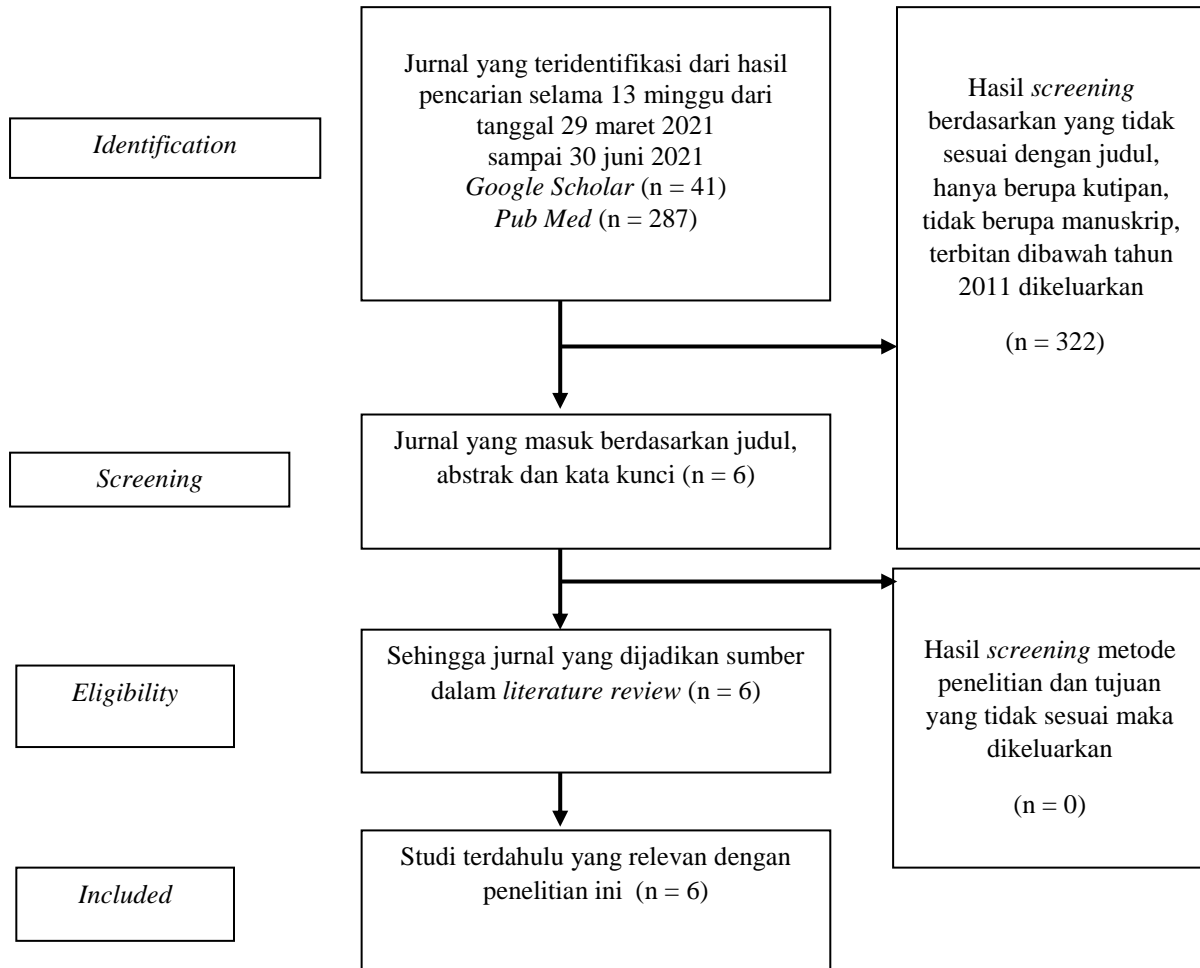 Identification
Jurnal yang teridentifikasi dari hasil
pencarian selama 13 minggu dari
tanggal 29 maret 2021
sampai 30 juni 2021
Google Scholar (n = 41)
Pub Med (n = 287)
Hasil screening
berdasarkan yang tidak
sesuai dengan judul,
hanya berupa kutipan,
tidak berupa manuskrip,
terbitan dibawah tahun
2011 dikeluarkan
(n = 322)
Screening
Jurnal yang masuk berdasarkan judul,
abstrak dan kata kunci (n = 6)
Eligibility
Sehingga jurnal yang dijadikan sumber
dalam literature review (n = 6)
Hasil screening metode
penelitian dan tujuan
yang tidak sesuai maka
dikeluarkan
(n = 0)
Included
Studi terdahulu yang relevan dengan
penelitian ini (n = 6)